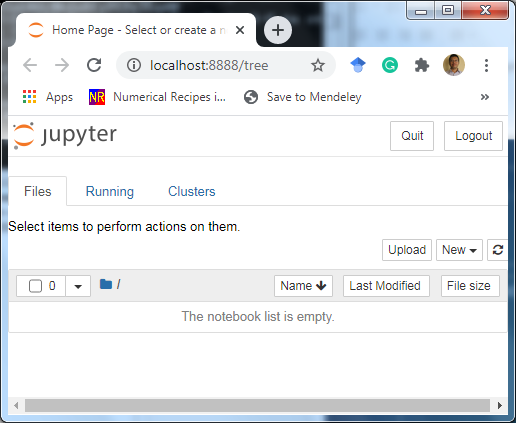 Home Page - Select or create a n
localhost:8888/tree
Apps
NR
Numerical Recipes i...
Save to Mendeley
»
jupyter
Quit
Logout
Files
Running
Clusters
Select items to perform actions on them.
Upload
New
0
/
Name
Last Modified
File size
The notebook list is empty.